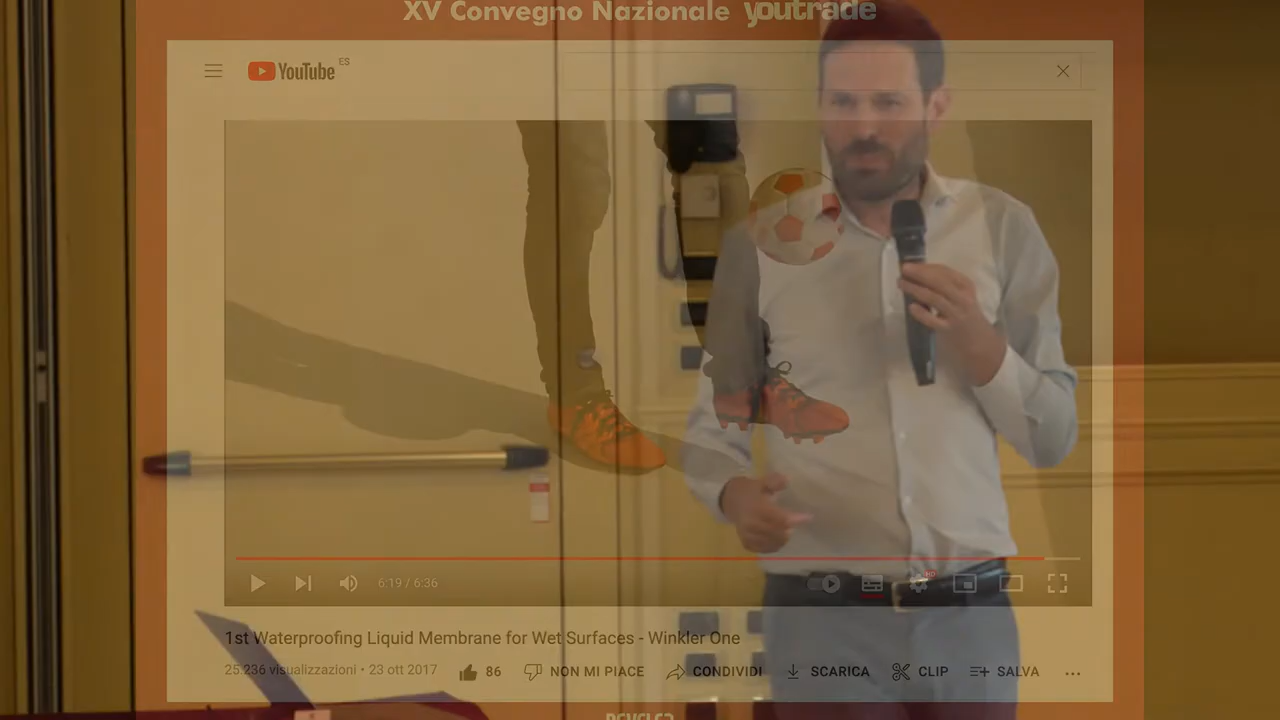 XV Convegno Nazionale youtrade
YouTube ES
HD
6:19 / 6:36
1st Waterproofing Liquid Membrane for Wet Surfaces - Winkler One
25.236 visualizzazioni • 23 ott 2017
86
NON MI PIACE
CONDIVIDI
SCARICA
CLIP
SALVA